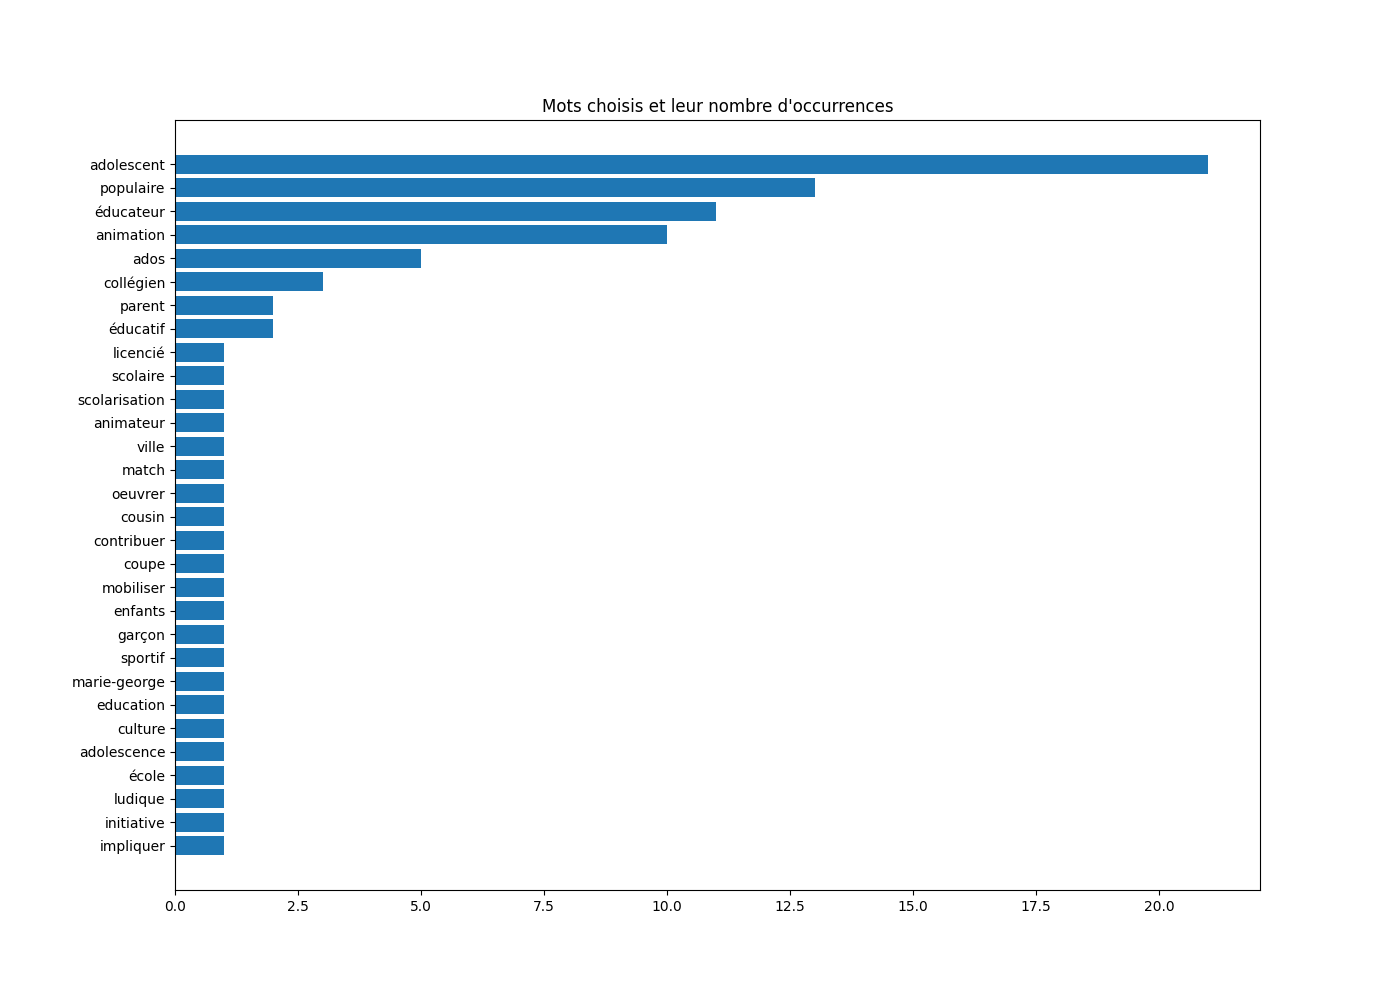 Mots choisis et leur nombre d'occurrences
adolescent
populaire
éducateur
animation
ados
collégien
parent
éducatif
licencié
scolaire
scolarisation
animateur
ville
match
oeuvrer
cousin
contribuer
coupe
mobiliser
enfants
garçon
sportif
marie-george
education
culture
adolescence
école
ludique
initiative
impliquer
0.0 2.5 5.0 7.5 10.0 12.5 15.0 17.5 20.0